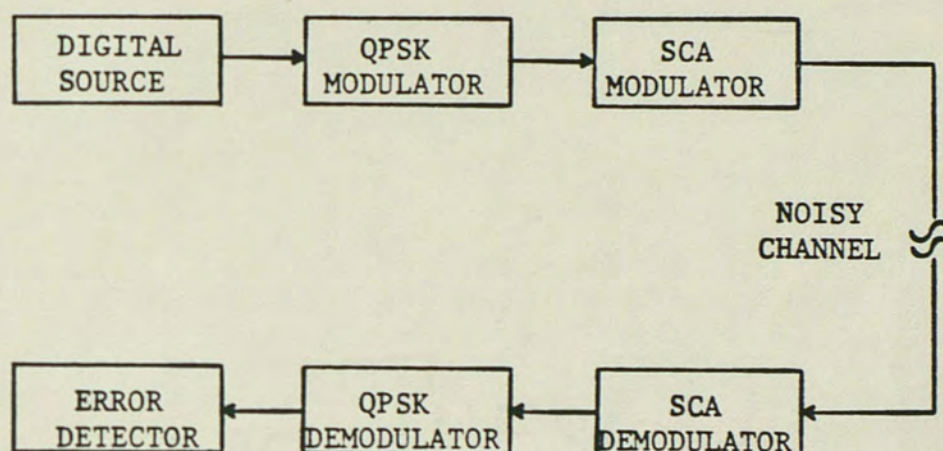 DIGITAL
SOURCE
QPSK
MODULATOR
SCA
MODULATOR
NOISY
CHANNEL
ERROR
DETECTOR
QPSK
DEMODULATOR
SCA
DEMODULATOR